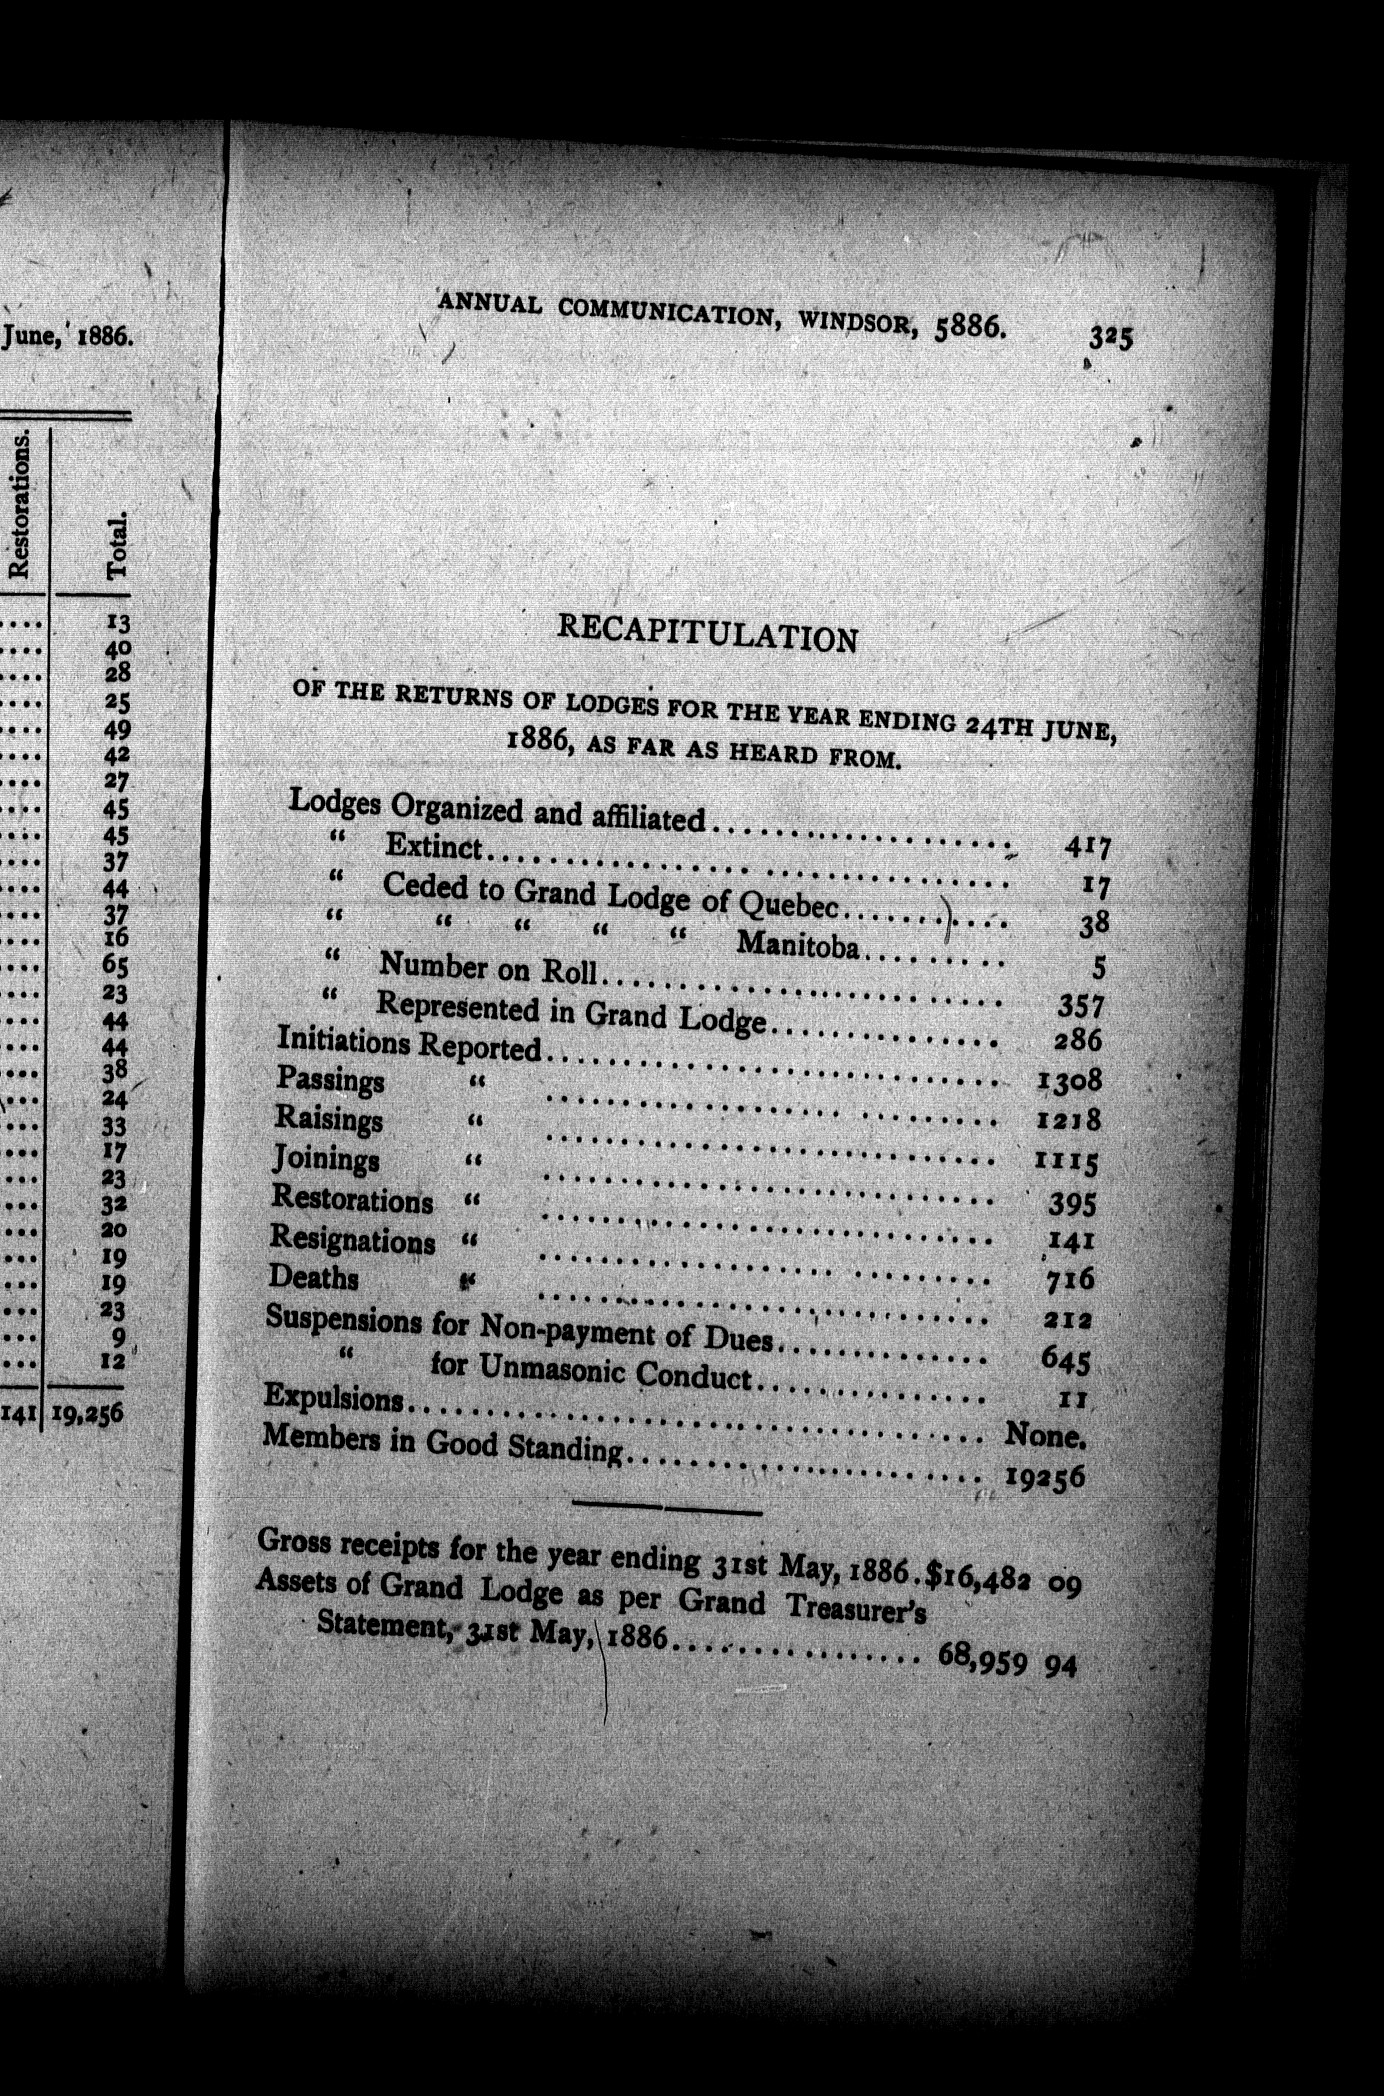 June, 1886.
Restorations.
Total.
13
40
28
25
49
42
27
45
45
37
44
37
16
65
23
44
44
38
24
33
17
23
32
20
19
19
23
9
12
141 19,256
ANNUAL COMMUNICATION, WINDSOR, 5886. 325
RECAPITULATION
OF THE RETURNS OF LODGES FOR THE YEAR ENDING 24TH JUNE,
1886, AS FAR AS HEARD FROM.
Lodges Organized and affiliated.................... 417
“ Extinct.............................. 17
“ Ceded to Grand Lodge of Quebec........... 38
“ “ “ “ “ Manitoba......... 5
“ Number on Roll.......................... 357
“ Represented in Grand Lodge............. 286
Initiations Reported............................. 1308
Passings “ ............................. 1218
Raisings “ ............................. 1115
Joinings “ ............................. 395
Restorations “ ............................. 141
Resignations “ ............................. 716
Deaths “ ............................. 212
Suspensions for Non-payment of Dues.............. 645
“ for Unmasonic Conduct............... 11
Expulsions..................................... None.
Members in Good Standing....................... 19256
Gross receipts for the year ending 31st May, 1886.$16,482 09
Assets of Grand Lodge as per Grand Treasurer's
Statement, 31st May, 1886................ 68,959 94